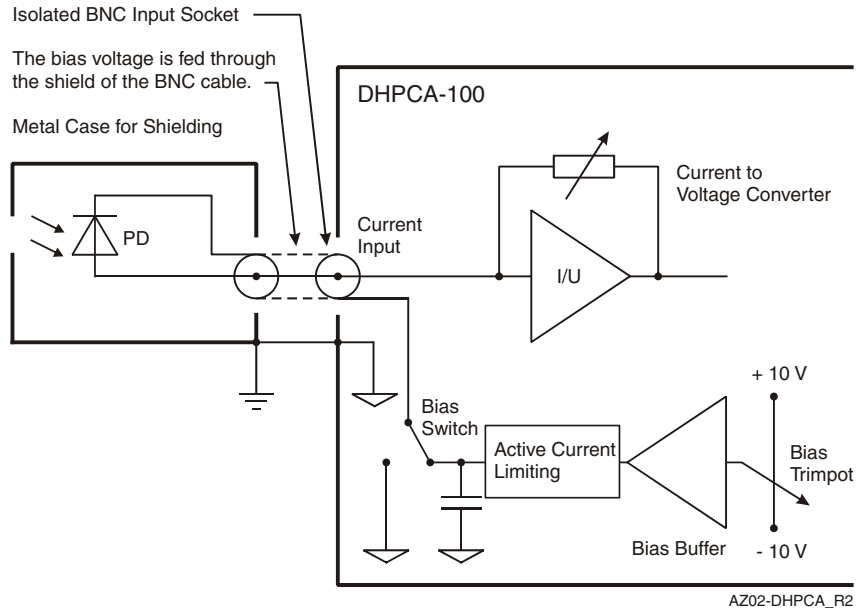 Isolated BNC Input Socket
The bias voltage is fed through
the shield of the BNC cable.
Metal Case for Shielding
DHPCA-100
PD
Current
Input
Current to
Voltage Converter
I/U
+ 10 V
Bias
Switch
Active Current
Limiting
Bias
Trimpot
Bias Buffer
- 10 V
AZ02-DHPCA_R2